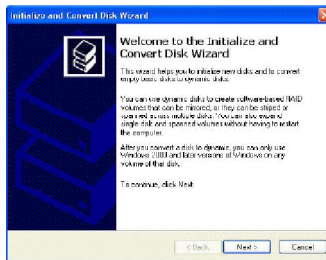 Initialize and Convert Disk Wizard
Welcome to the Initialize and
Convert Disk Wizard
This wizard helps you to initialize new disks and to convert
empty basic disks to dynamic disks.
You can use dynamic disks to create software-based RAID
volumes that can be mirrored, or they can be striped or
spanned across multiple disks. You can also expand
single-disk and spanned volumes without having to restart
the computer.
After you convert a disk to dynamic, you can only use
Windows 2000 and later versions of Windows on any
volume of that disk.
To continue, click Next.
< Back
Next >
Cancel